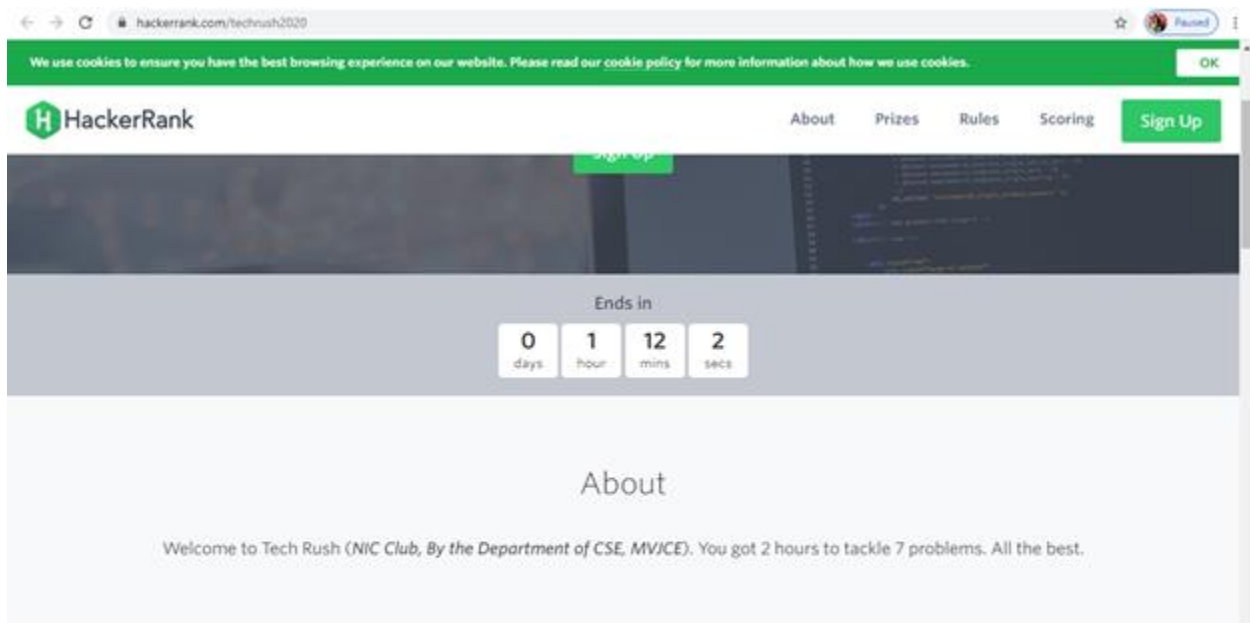 hackerrank.com/techrush2020
Paused
We use cookies to ensure you have the best browsing experience on our website. Please read our cookie policy for more information about how we use cookies.
OK
H HackerRank
About Prizes Rules Scoring Sign Up
Sign Up
Ends in
0 1 12 2
days hour mins secs
About
Welcome to Tech Rush (NIC Club, By the Department of CSE, MVJCE). You got 2 hours to tackle 7 problems. All the best.